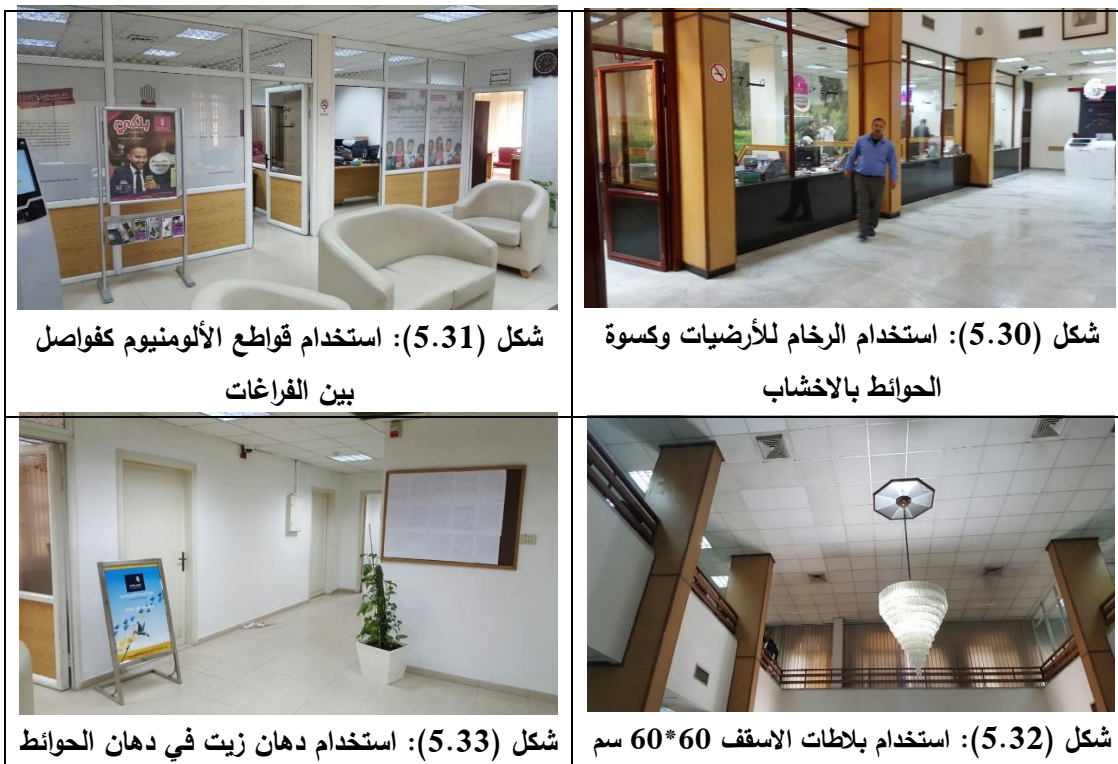 شكل (5.30): استخدام الرخام للأرضيات وكسوة
الحوائط بالاخشاب
بنكي
شكل (5.31): استخدام قواطع الألومنيوم كفواصل
بين الفراغات
شكل (5.32): استخدام بلاطات الاسقف 60*60 سم
شكل (5.33): استخدام دهان زيت في دهان الحوائط